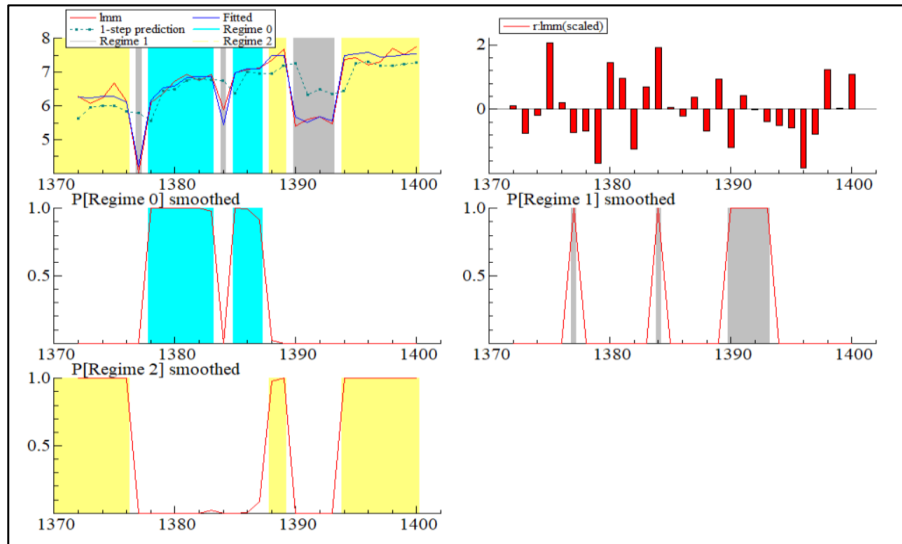 lmm Fitted
1-step prediction Regime 0
Regime 1 Regime 2
8
7
6
5
1370 1380 1390 1400
r:lmm(scaled)
2
0
1370 1380 1390 1400
P[Regime 0] smoothed
1.0
0.5
1370 1380 1390 1400
P[Regime 1] smoothed
1.0
0.5
1370 1380 1390 1400
P[Regime 2] smoothed
1.0
0.5
1370 1380 1390 1400